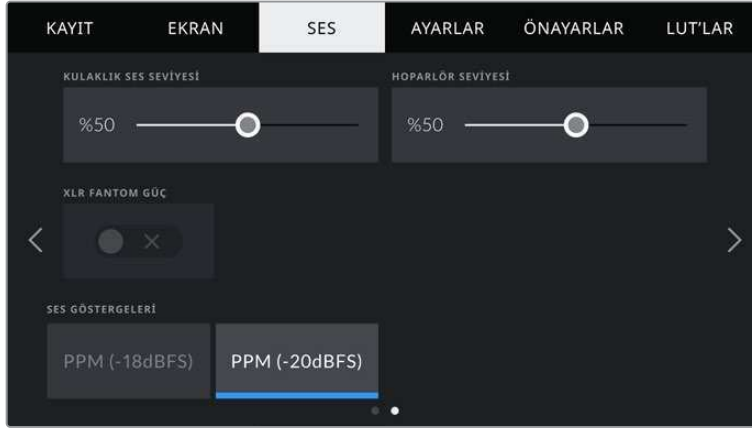 KAYIT EKRAN SES AYARLAR ÖNAYARLAR LUT’LAR
KULAKLIK SES SEVİYESİ HOPARLÖR SEVİYESİ
%50 %50
XLR FANTOM GÜÇ
SES GÖSTERGELERİ
PPM (-18dBFS) PPM (-20dBFS)